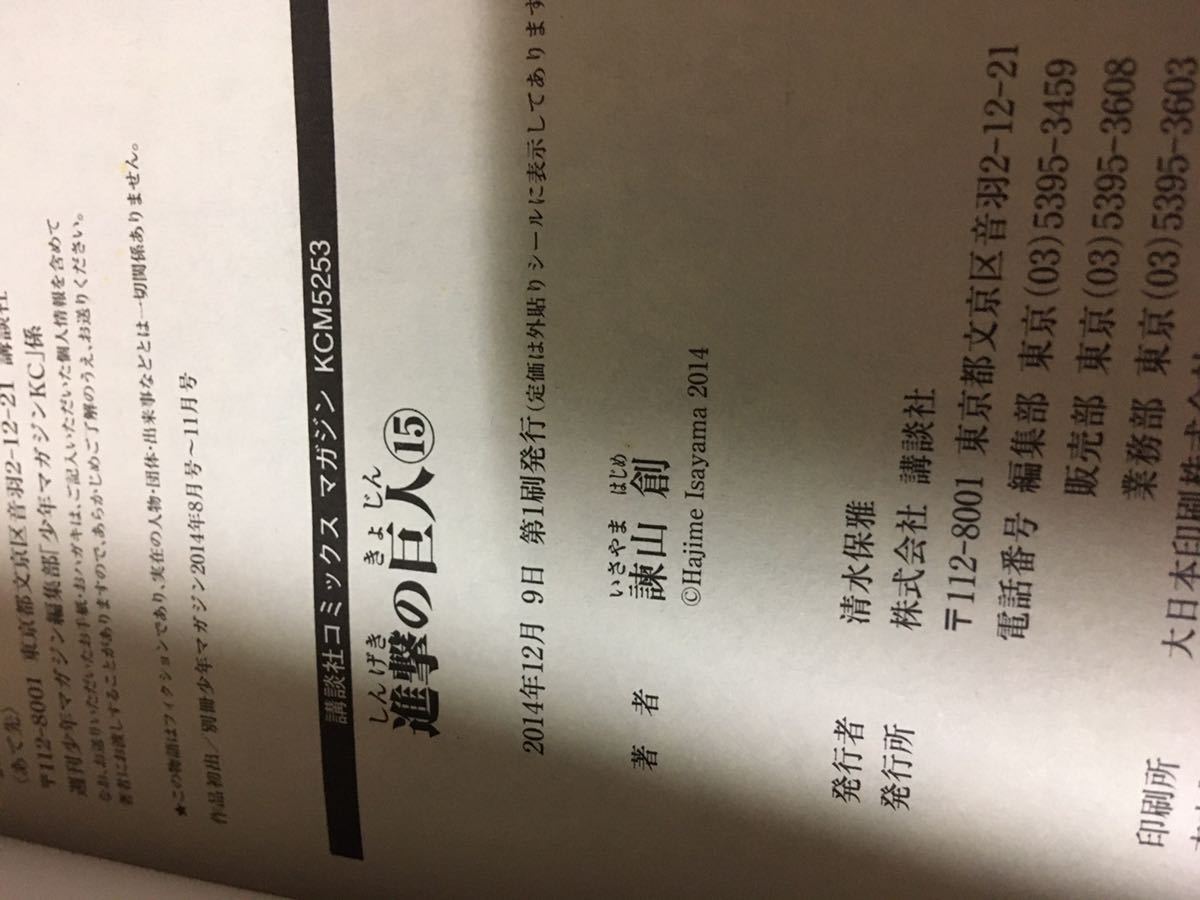 (あて先)
〒112-8001 東京都文京区音羽2-12-21 講談社
週刊少年マガジン編集部「少年マガジンKC」係
なお、お送りいただいたお手紙・おハガキは、ご記入いただいた個人情報を含めて
著者にお渡しすることがありますので、あらかじめご了解のうえ、お送りください。
★この物語はフィクションであり、実在の人物・団体・出来事などとは一切関係ありません。
作品初出/別冊少年マガジン2014年8月号〜11月号
講談社コミックス マガジン KCM5253
しんげき きょじん
進撃の巨人⑮
2014年12月 9日 第1刷発行(定価は外貼りシールに表示してあります
いさやま はじめ
著 者 諫山 創
©Hajime Isayama 2014
発行者 清水保雅
発行所 株式会社 講談社
〒112-8001 東京都文京区音羽2-12-21
電話番号 編集部 東京(03)5395-3459
販売部 東京(03)5395-3608
業務部 東京(03)5395-3603
印刷所 大日本印刷株式会